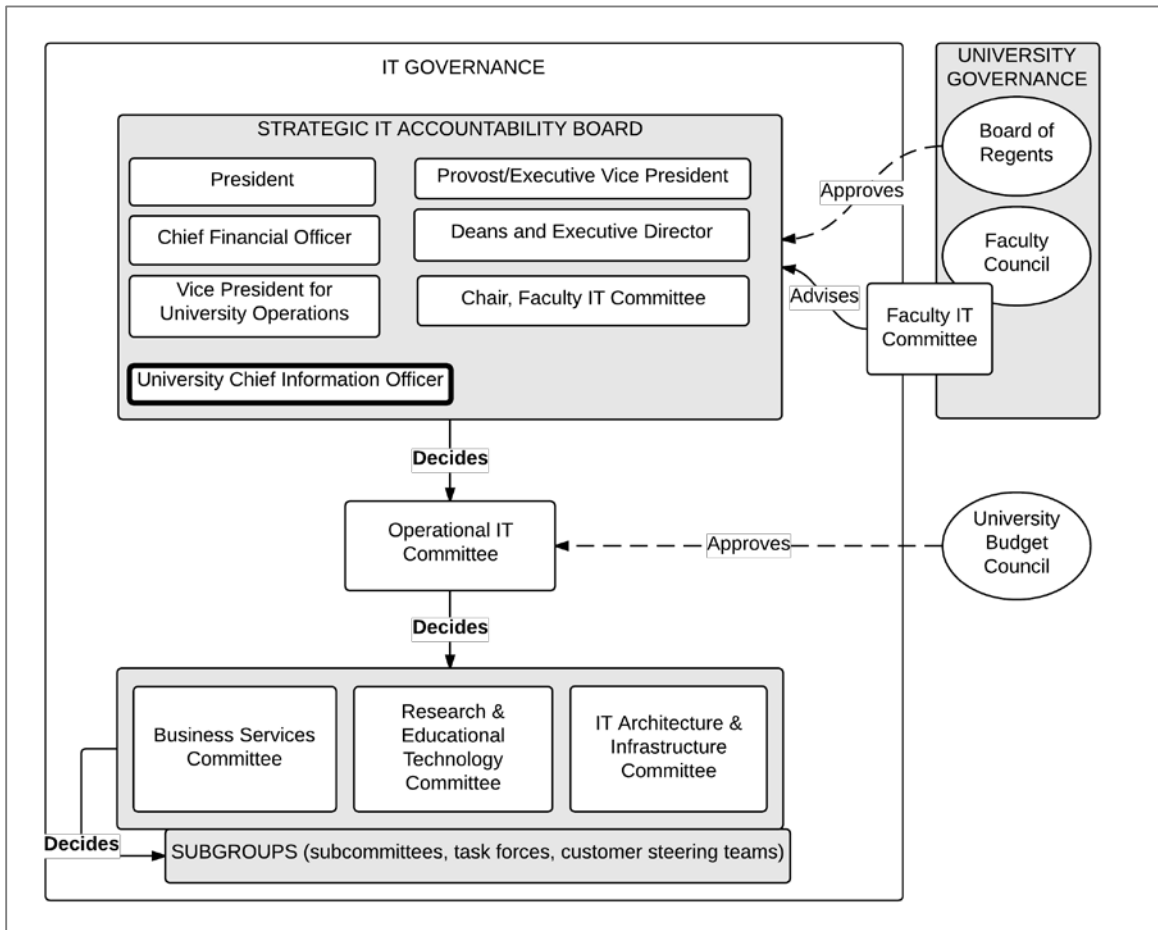 IT GOVERNANCE
STRATEGIC IT ACCOUNTABILITY BOARD
President
Provost/Executive Vice President
Chief Financial Officer
Deans and Executive Director
Vice President for
University Operations
Chair, Faculty IT Committee
University Chief Information Officer
UNIVERSITY
GOVERNANCE
Board of
Regents
Approves
Faculty
Council
Advises
Faculty IT
Committee
Decides
Operational IT
Committee
Approves
University
Budget
Council
Decides
Business Services
Committee
Research &
Educational
Technology
Committee
IT Architecture &
Infrastructure
Committee
Decides
SUBGROUPS (subcommittees, task forces, customer steering teams)